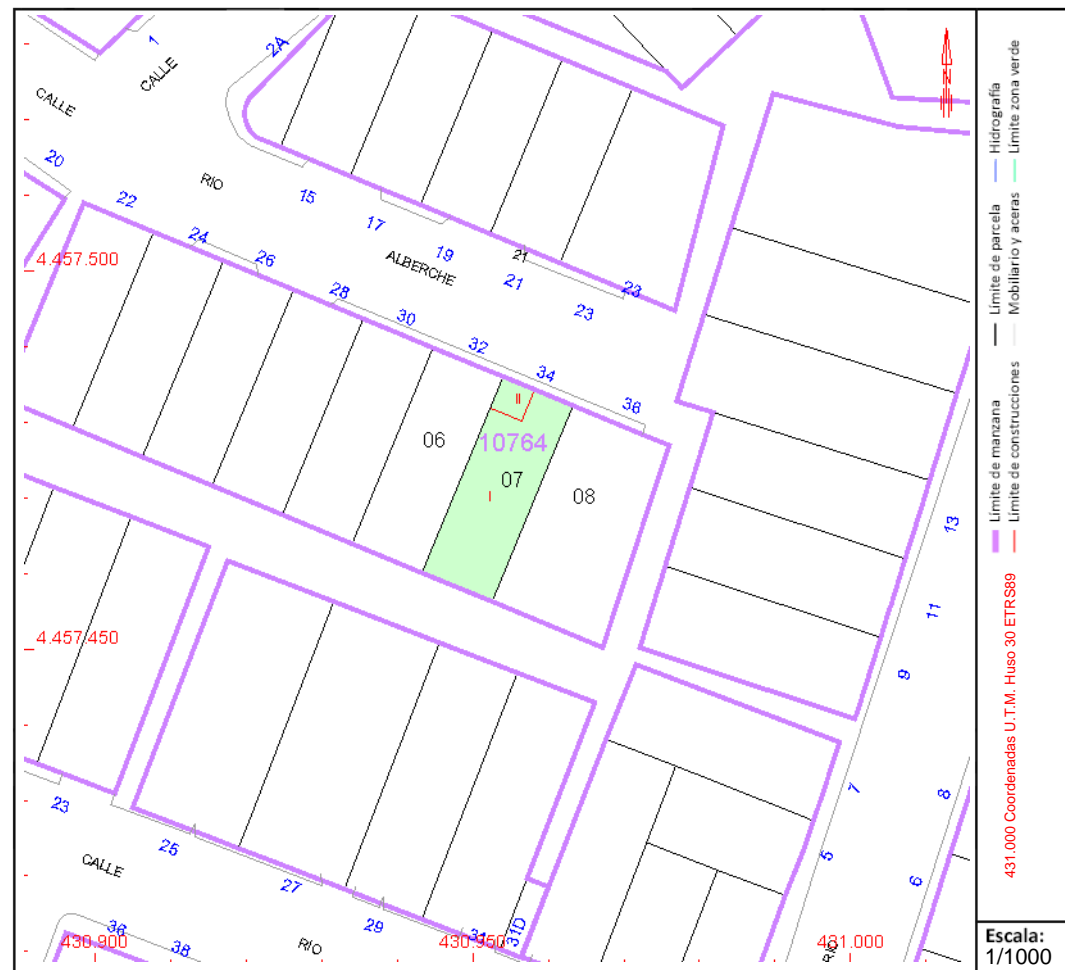 1
2A
CALLE
CALLE
20
22
RIO
24
26
15
17
19
21
21
23
23
4.457.500
ALBERCHE
28
30
32
34
36
II
06
10764
07
I
08
13
11
9
4.457.450
7
5
8
6
23
25
27
29
31
31D
CALLE
36
38
RIO
RIO
430.900
430.950
431.000
N
Hidrografía
Límite zona verde
Límite de parcela
Mobiliario y aceras
Límite de manzana
Límite de construcciones
431.000 Coordenadas U.T.M. Huso 30 ETRS89
Escala:
1/1000